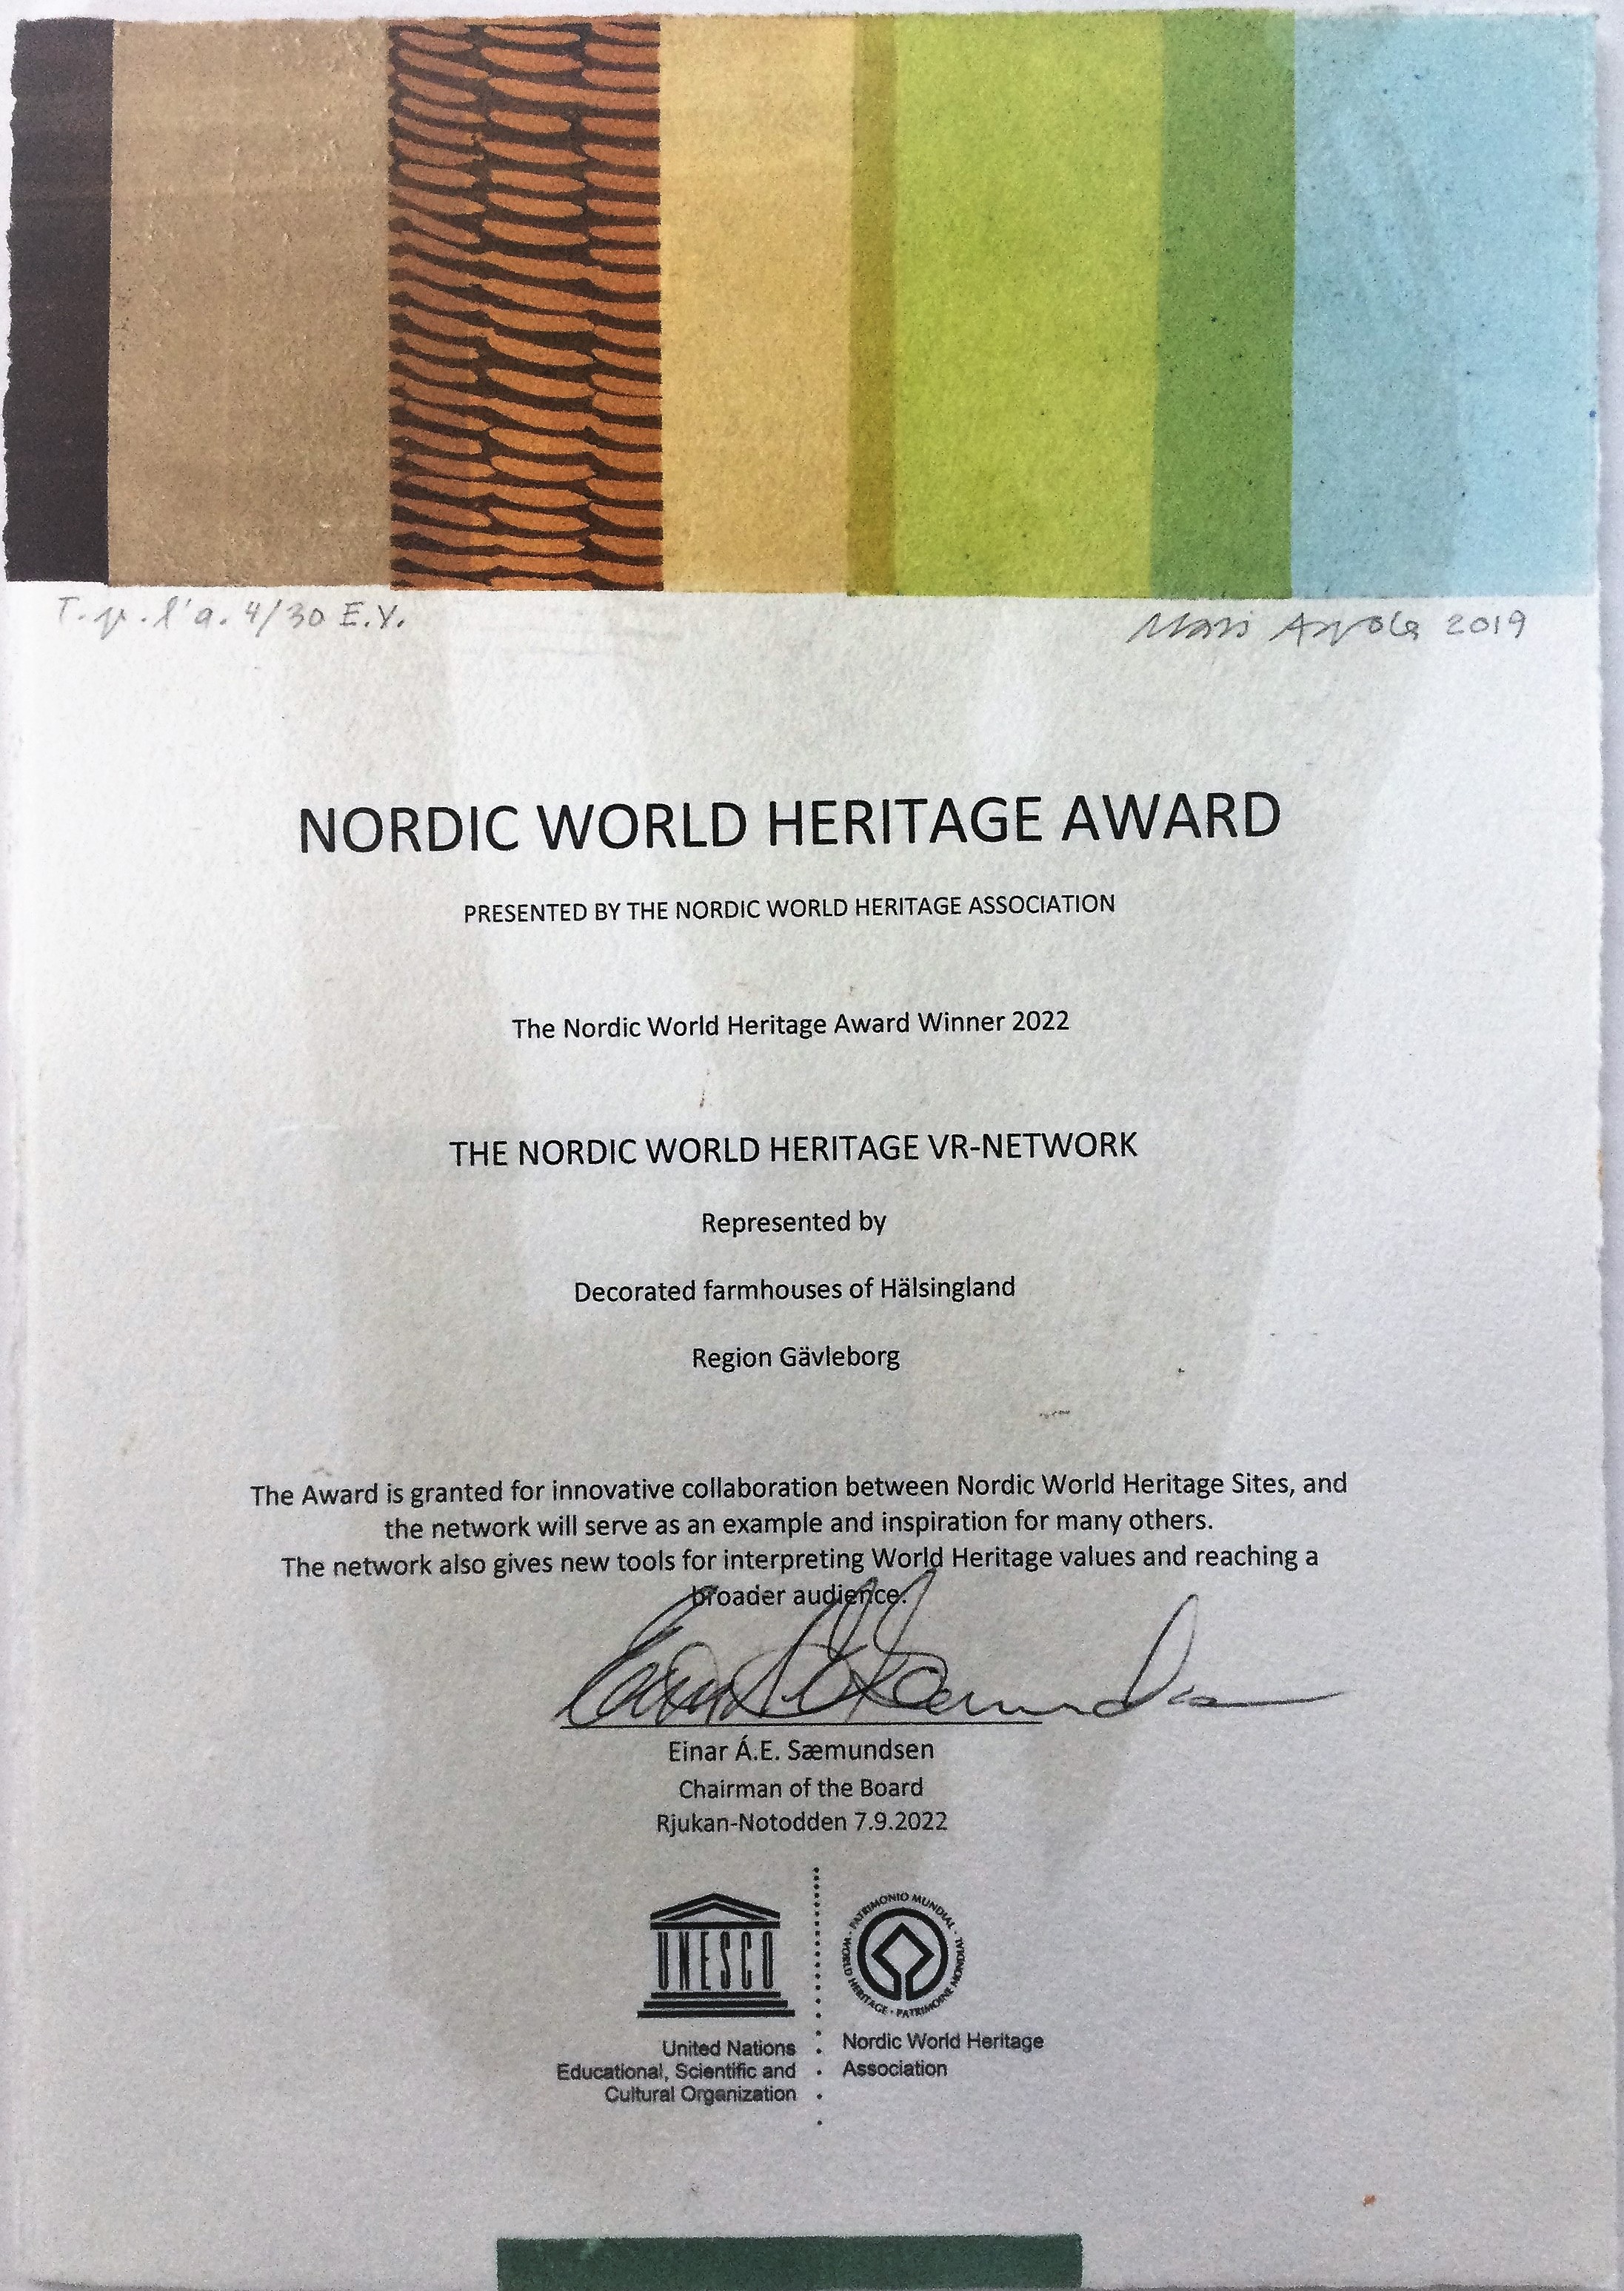 T.p.l'a. 4/30 E.V.
2019
NORDIC WORLD HERITAGE AWARD
PRESENTED BY THE NORDIC WORLD HERITAGE ASSOCIATION
The Nordic World Heritage Award Winner 2022
THE NORDIC WORLD HERITAGE VR-NETWORK
Represented by
Decorated farmhouses of Hälsingland
Region Gävleborg
The Award is granted for innovative collaboration between Nordic World Heritage Sites, and
the network will serve as an example and inspiration for many others.
The network also gives new tools for interpreting World Heritage values and reaching a
broader audience.
Einar Á.E. Sæmundsen
Chairman of the Board
Rjukan-Notodden 7.9.2022
UNESCO
United Nations
Educational, Scientific and
Cultural Organization
WORLD HERITAGE · PATRIMONIO MUNDIAL · PATRIMOINE MONDIAL ·
Nordic World Heritage
Association